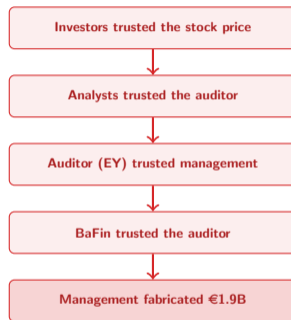 Investors trusted the stock price
Analysts trusted the auditor
Auditor (EY) trusted management
BaFin trusted the auditor
Management fabricated €1.9B